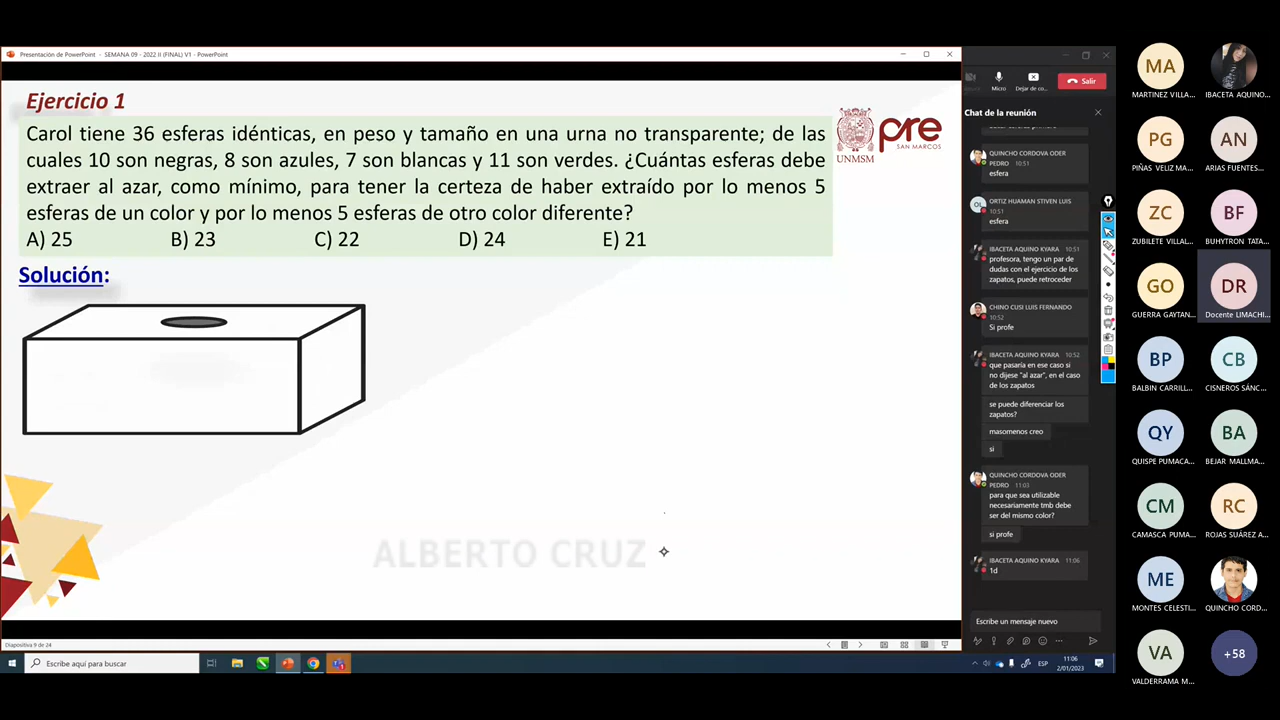 Presentación de PowerPoint - SEMANA 09 - 2022 II (FINAL) V1 - PowerPoint
Ejercicio 1
Carol tiene 36 esferas idénticas, en peso y tamaño en una urna no transparente; de las
cuales 10 son negras, 8 son azules, 7 son blancas y 11 son verdes. ¿Cuántas esferas debe
extraer al azar, como mínimo, para tener la certeza de haber extraído por lo menos 5
esferas de un color y por lo menos 5 esferas de otro color diferente?
A) 25 B) 23 C) 22 D) 24 E) 21
UNMSM
pre
SAN MARCOS
Solución:
ALBERTO CRUZ
Diapositiva 9 de 24
Escribe aquí para buscar
ESP
11:06
2/01/2023
Micro
Dejar de co...
Salir
Chat de la reunión
QUINCHO CORDOVA ODER
PEDRO 10:51
esfera
ORTIZ HUAMAN STIVEN LUIS
10:51
esfera
IBACETA AQUINO KYARA 10:51
profesora, tengo un par de
dudas con el ejercicio de los
zapatos, puede retroceder
CHINO CUSI LUIS FERNANDO
10:52
Si profe
IBACETA AQUINO KYARA 10:52
que pasaría en ese caso si
no dijese "al azar", en el caso
de los zapatos
se puede diferenciar los
zapatos?
masomenos creo
si
QUINCHO CORDOVA ODER
PEDRO 11:03
para que sea utilizable
necesariamente tmb debe
ser del mismo color?
si profe
IBACETA AQUINO KYARA 11:06
1d
Escribe un mensaje nuevo
MA
MARTINEZ VILLA...
IBACETA AQUINO...
PG
PIÑAS VELIZ MA...
AN
ARIAS FUENTES...
ZC
ZUBILETE VILLAL...
BF
BUHYTRON TATA...
GO
GUERRA GAYTAN...
DR
Docente LIMACHI...
BP
BALBIN CARRILL...
CB
CISNEROS SÁNC...
QY
QUISPE PUMACA...
BA
BEJAR MALLMA...
CM
CAMASCA PUMA...
RC
ROJAS SUÁREZ A...
ME
MONTES CELESTI...
QUINCHO CORD...
VA
VALDERRAMA M...
+58